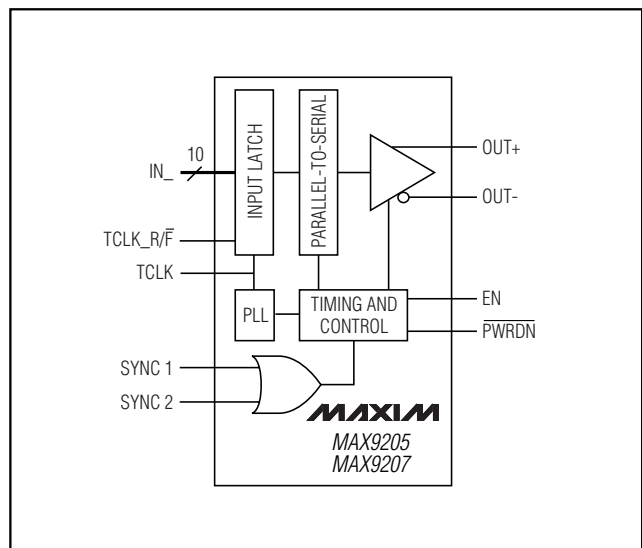 10
IN_
INPUT LATCH
PARALLEL-TO-SERIAL
OUT+
OUT-
TCLK_R/F̅
TCLK
PLL
TIMING AND
CONTROL
EN
P̅W̅R̅D̅N̅
SYNC 1
SYNC 2
MAXIM
MAX9205
MAX9207